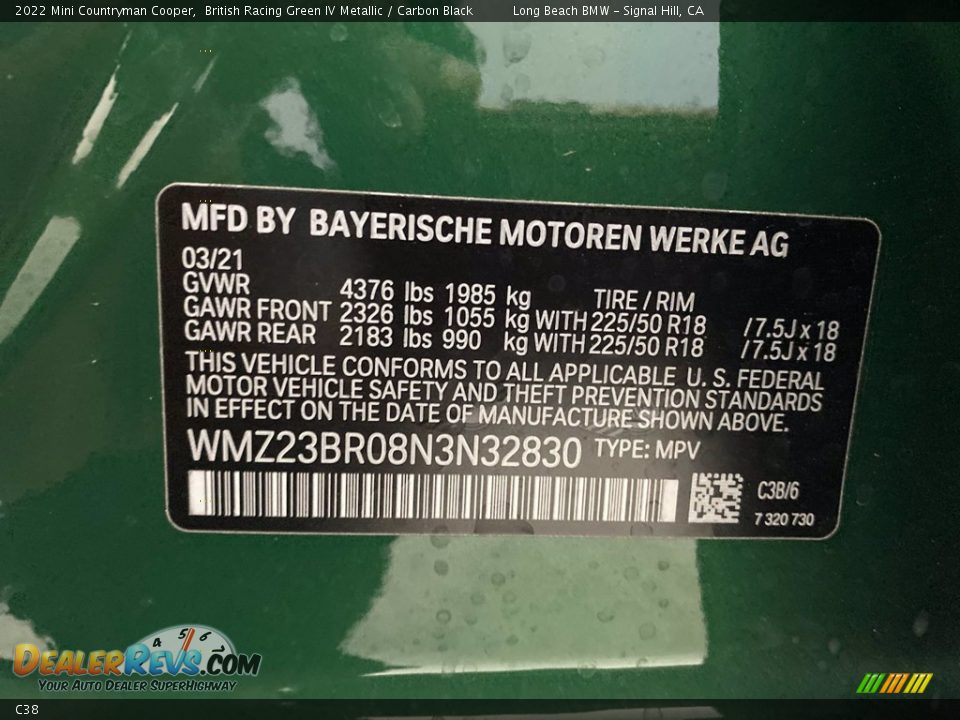 2022 Mini Countryman Cooper, British Racing Green IV Metallic / Carbon Black Long Beach BMW - Signal Hill, CA
MFD BY BAYERISCHE MOTOREN WERKE AG
03/21
GVWR 4376 lbs 1985 kg TIRE / RIM
GAWR FRONT 2326 lbs 1055 kg WITH 225/50 R18 /7.5J x 18
GAWR REAR 2183 lbs 990 kg WITH 225/50 R18 /7.5J x 18
THIS VEHICLE CONFORMS TO ALL APPLICABLE U. S. FEDERAL
MOTOR VEHICLE SAFETY AND THEFT PREVENTION STANDARDS
IN EFFECT ON THE DATE OF MANUFACTURE SHOWN ABOVE.
WMZ23BR08N3N32830 TYPE: MPV
C3B/6
7 320 730
4 5 6
DEALERREVS.COM
YOUR AUTO DEALER SUPERHIGHWAY
C38